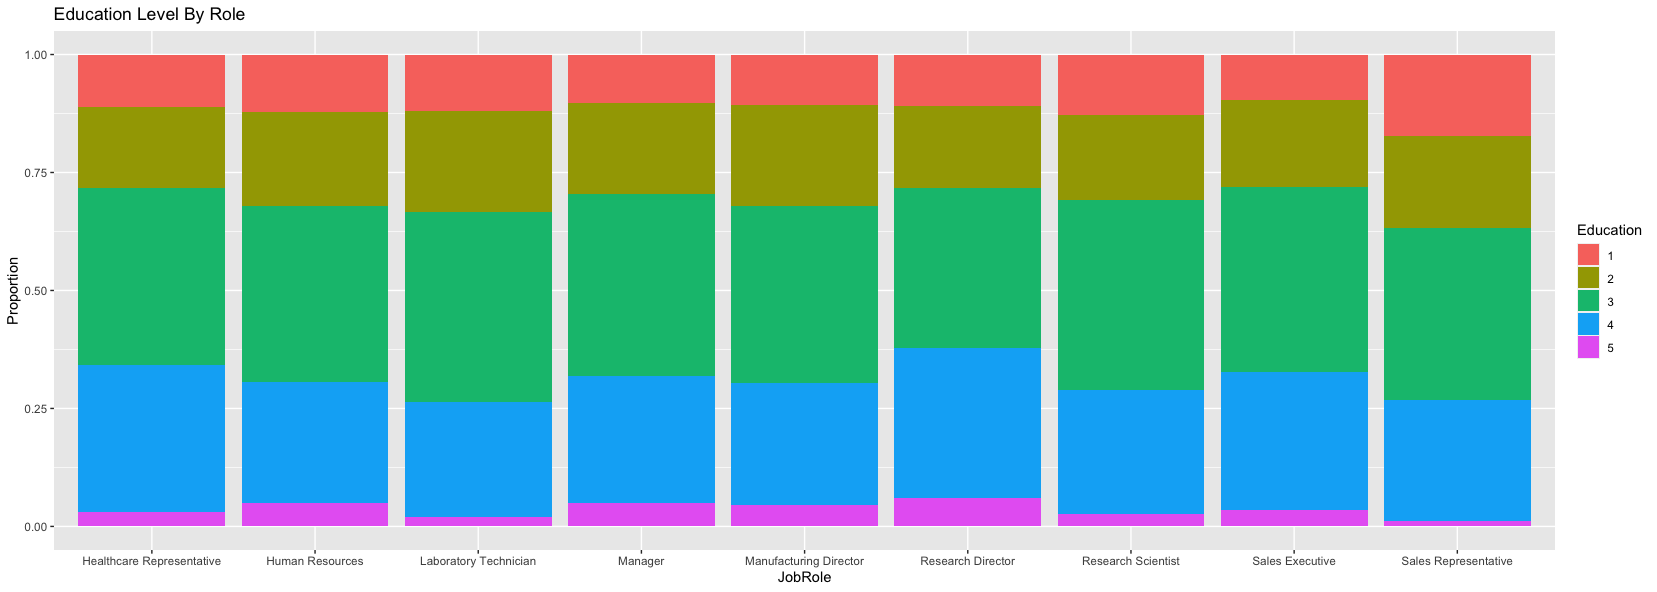 Education Level By Role
1.00
0.75
0.50
0.25
0.00
Proportion
Healthcare Representative
Human Resources
Laboratory Technician
Manager
Manufacturing Director
Research Director
Research Scientist
Sales Executive
Sales Representative
JobRole
Education
1
2
3
4
5